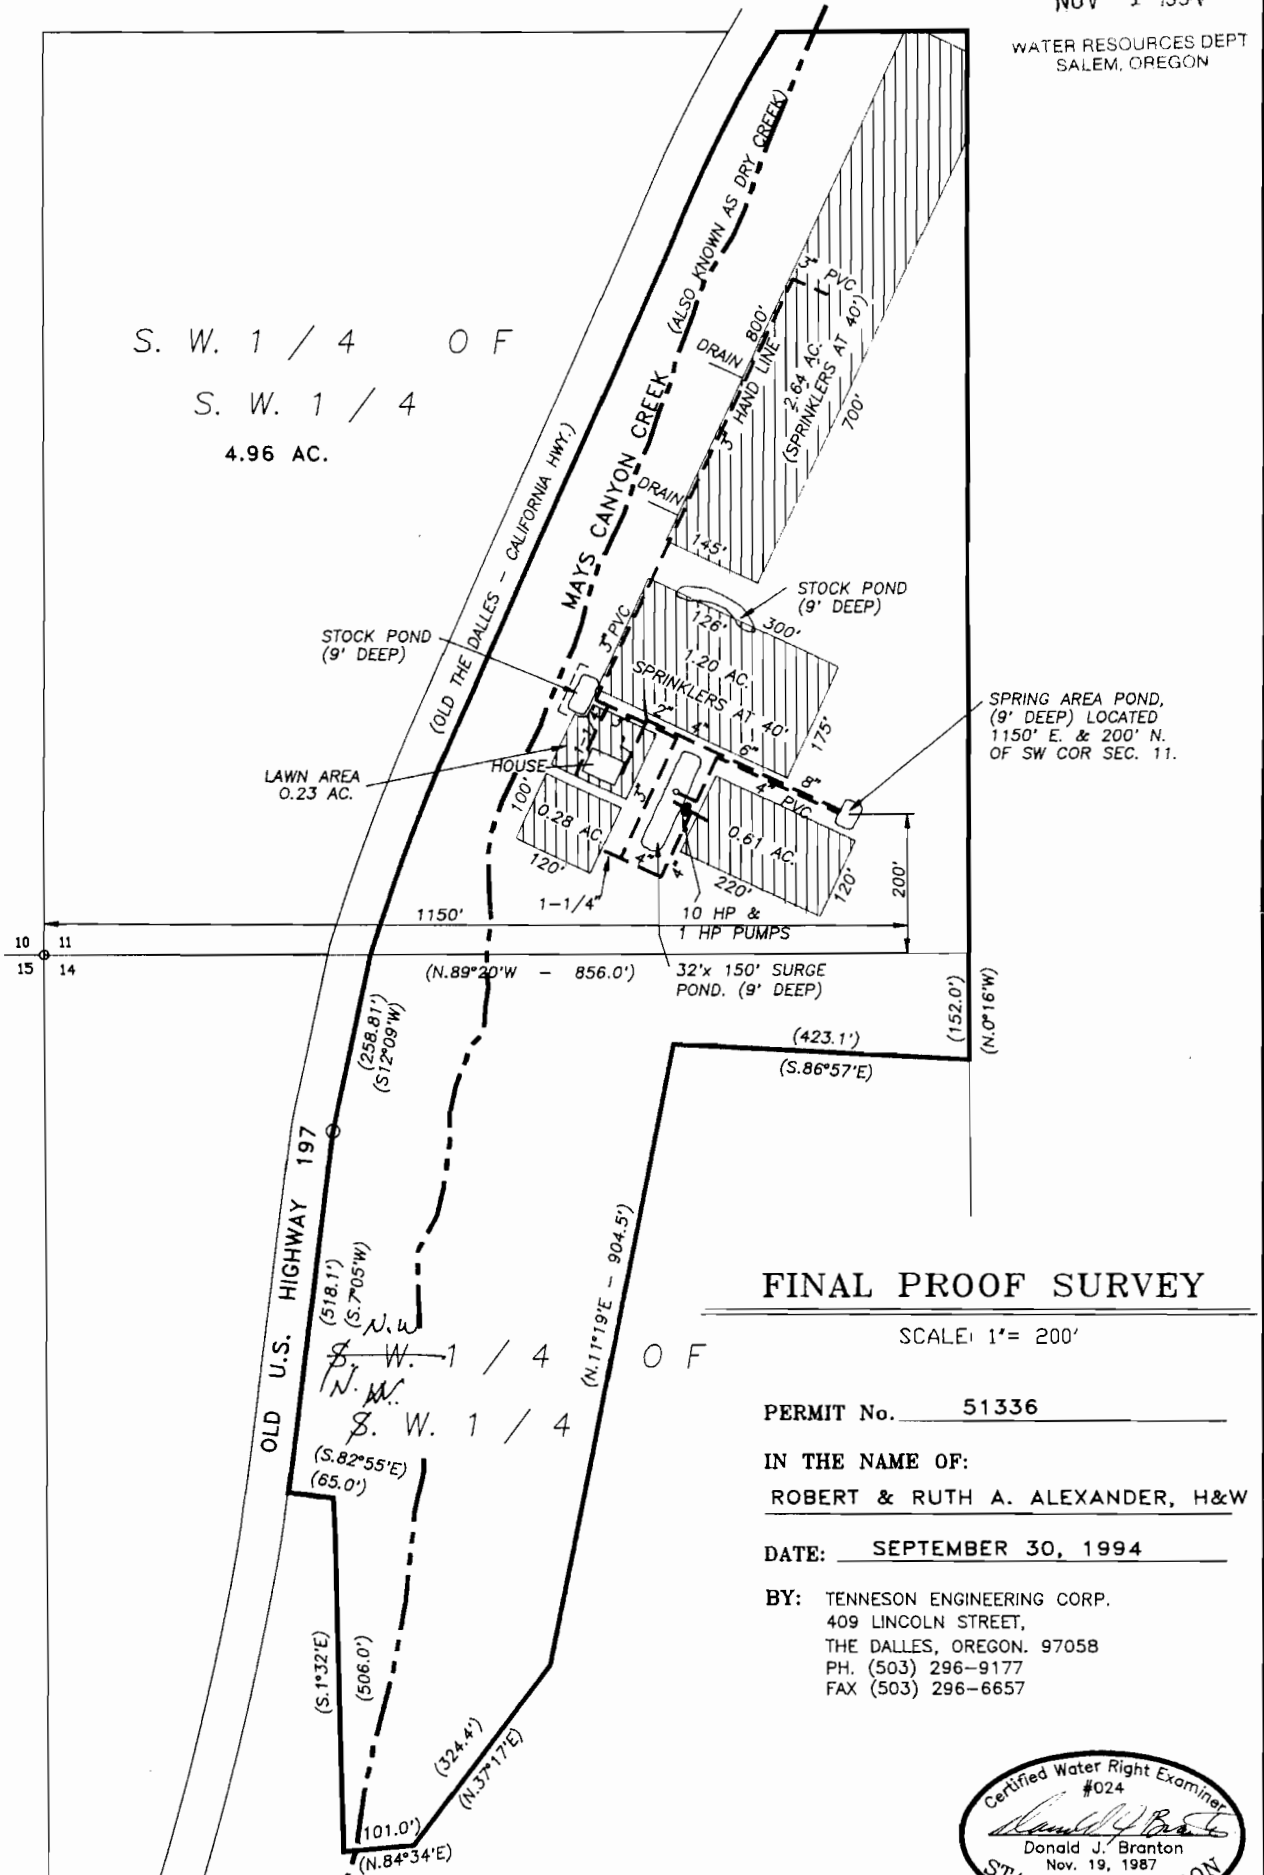 NOV
WATER RESOURCES DEPT
SALEM, OREGON
S. W. 1 / 4 OF
S. W. 1 / 4
4.96 AC.
(OLD THE DALLES - CALIFORNIA HWY.)
MAYS CANYON CREEK (ALSO KNOWN AS DRY CREEK)
3" PVC
800'
3" HAND LINE
2.64 AC.
(SPRINKLERS AT 40')
700'
DRAIN
DRAIN
145'
STOCK POND
(9' DEEP)
126'
300'
3" PVC
1.20 AC.
SPRINKLERS AT 40'
175'
STOCK POND
(9' DEEP)
2"
4"
6"
8"
4" PVC
SPRING AREA POND,
(9' DEEP) LOCATED
1150' E. & 200' N.
OF SW COR SEC. 11.
LAWN AREA
0.23 AC.
HOUSE
100'
0.28 AC.
120'
3"
4"
4"
1-1/4"
0.61 AC.
220'
120'
200'
10 HP &
1 HP PUMPS
32'x 150' SURGE
POND. (9' DEEP)
1150'
10 11
15 14
(N.89°20'W - 856.0')
(152.0')
(N.0°16'W)
(423.1')
(S.86°57'E)
(258.81')
(S12°09'W)
OLD U.S. HIGHWAY 197
(518.1')
(S.7°05'W)
(N.11°19'E - 904.5')
N.W
S. W. 1 / 4 OF
N. W.
S. W. 1 / 4
(S.82°55'E)
(65.0')
(S.1°32'E)
(506.0')
(324.4')
(N.37°17'E)
(101.0')
(N.84°34'E)
FINAL PROOF SURVEY
SCALE: 1"= 200'
PERMIT No. 51336
IN THE NAME OF:
ROBERT & RUTH A. ALEXANDER, H&W
DATE: SEPTEMBER 30, 1994
BY: TENNESON ENGINEERING CORP.
409 LINCOLN STREET,
THE DALLES, OREGON. 97058
PH. (503) 296-9177
FAX (503) 296-6657
Certified Water Right Examiner
#024
Donald J. Branton
Donald J. Branton
Nov. 19, 1987